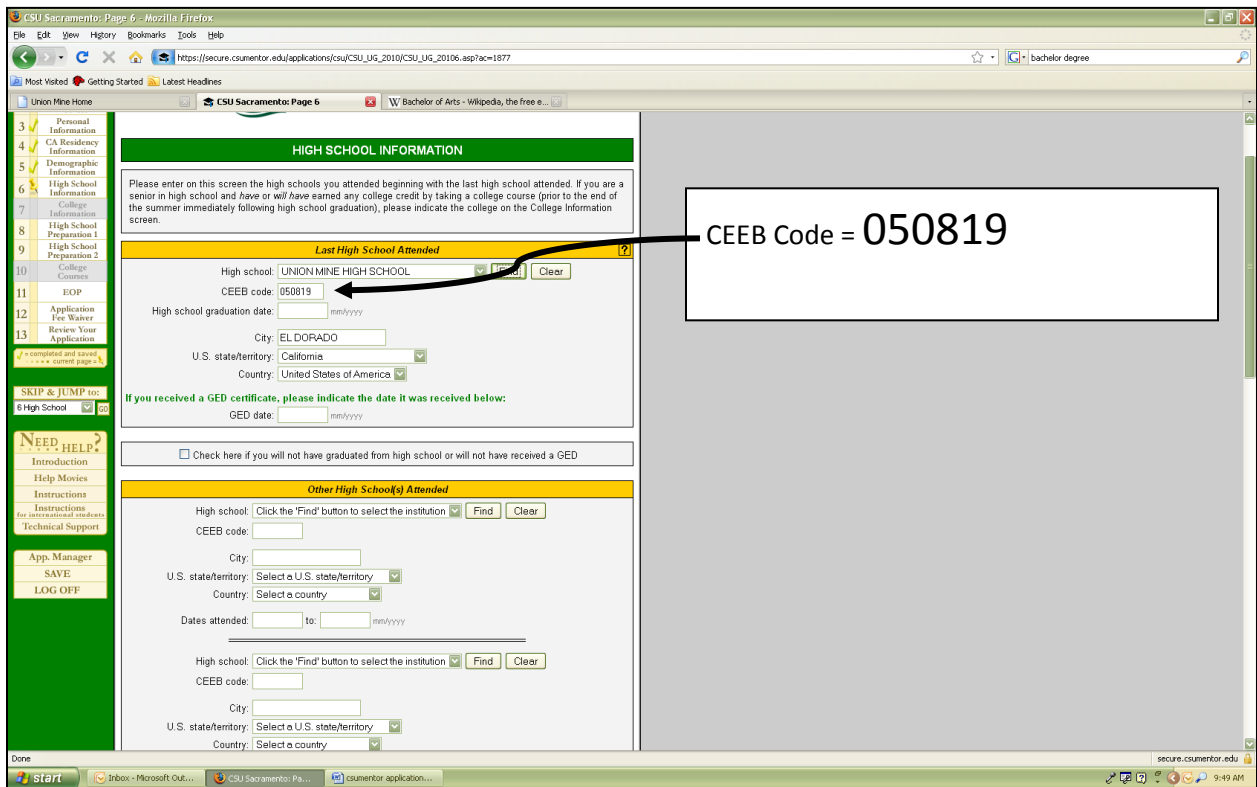 CSU Sacramento: Page 6 - Mozilla Firefox
File Edit View History Bookmarks Tools Help
https://secure.csumentor.edu/applications/csu/CSU_UG_2010/CSU_UG_20106.asp?ac=1877
bachelor degree
Most Visited Getting Started Latest Headlines
Union Mine Home CSU Sacramento: Page 6 Bachelor of Arts - Wikipedia, the free e...
3 Personal Information
4 CA Residency Information
5 Demographic Information
6 High School Information
7 College Information
8 High School Preparation 1
9 High School Preparation 2
10 College Courses
11 EOP
12 Application Fee Waiver
13 Review Your Application
= completed and saved
current page =
SKIP & JUMP to:
6 High School GO
NEED HELP?
Introduction
Help Movies
Instructions
Instructions
for international students
Technical Support
App. Manager
SAVE
LOG OFF
HIGH SCHOOL INFORMATION
Please enter on this screen the high schools you attended beginning with the last high school attended. If you are a
senior in high school and have or will have earned any college credit by taking a college course (prior to the end of
the summer immediately following high school graduation), please indicate the college on the College Information
screen.
Last High School Attended ?
High school: UNION MINE HIGH SCHOOL Find Clear
CEEB code: 050819
High school graduation date: mm/yyyy
City: EL DORADO
U.S. state/territory: California
Country: United States of America
If you received a GED certificate, please indicate the date it was received below:
GED date: mm/yyyy
Check here if you will not have graduated from high school or will not have received a GED
Other High School(s) Attended
High school: Click the 'Find' button to select the institution Find Clear
CEEB code:
City:
U.S. state/territory: Select a U.S. state/territory
Country: Select a country
Dates attended: to: mm/yyyy
High school: Click the 'Find' button to select the institution Find Clear
CEEB code:
City:
U.S. state/territory: Select a U.S. state/territory
Country: Select a country
CEEB Code = 050819
Done
secure.csumentor.edu
start Inbox - Microsoft Out... CSU Sacramento: Pa... csumentor application... 9:49 AM